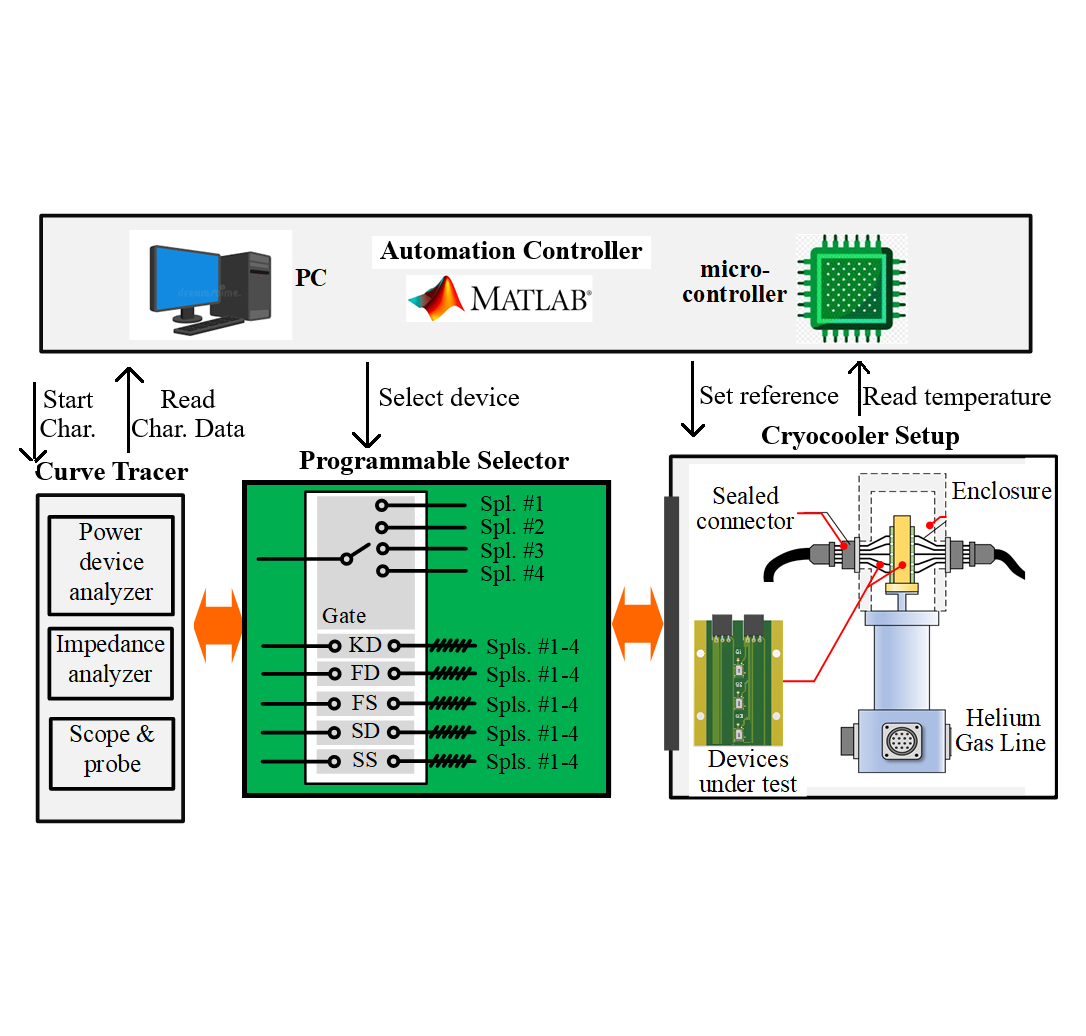 Automation Controller
PC
MATLAB®
micro-
controller
Start
Char.
Read
Char. Data
Select device
Set reference
Read temperature
Curve Tracer
Power
device
analyzer
Impedance
analyzer
Scope &
probe
Programmable Selector
Spl. #1
Spl. #2
Spl. #3
Spl. #4
Gate
KD
Spls. #1-4
FD
Spls. #1-4
FS
Spls. #1-4
SD
Spls. #1-4
SS
Spls. #1-4
Cryocooler Setup
Sealed
connector
Enclosure
Devices
under test
Helium
Gas Line